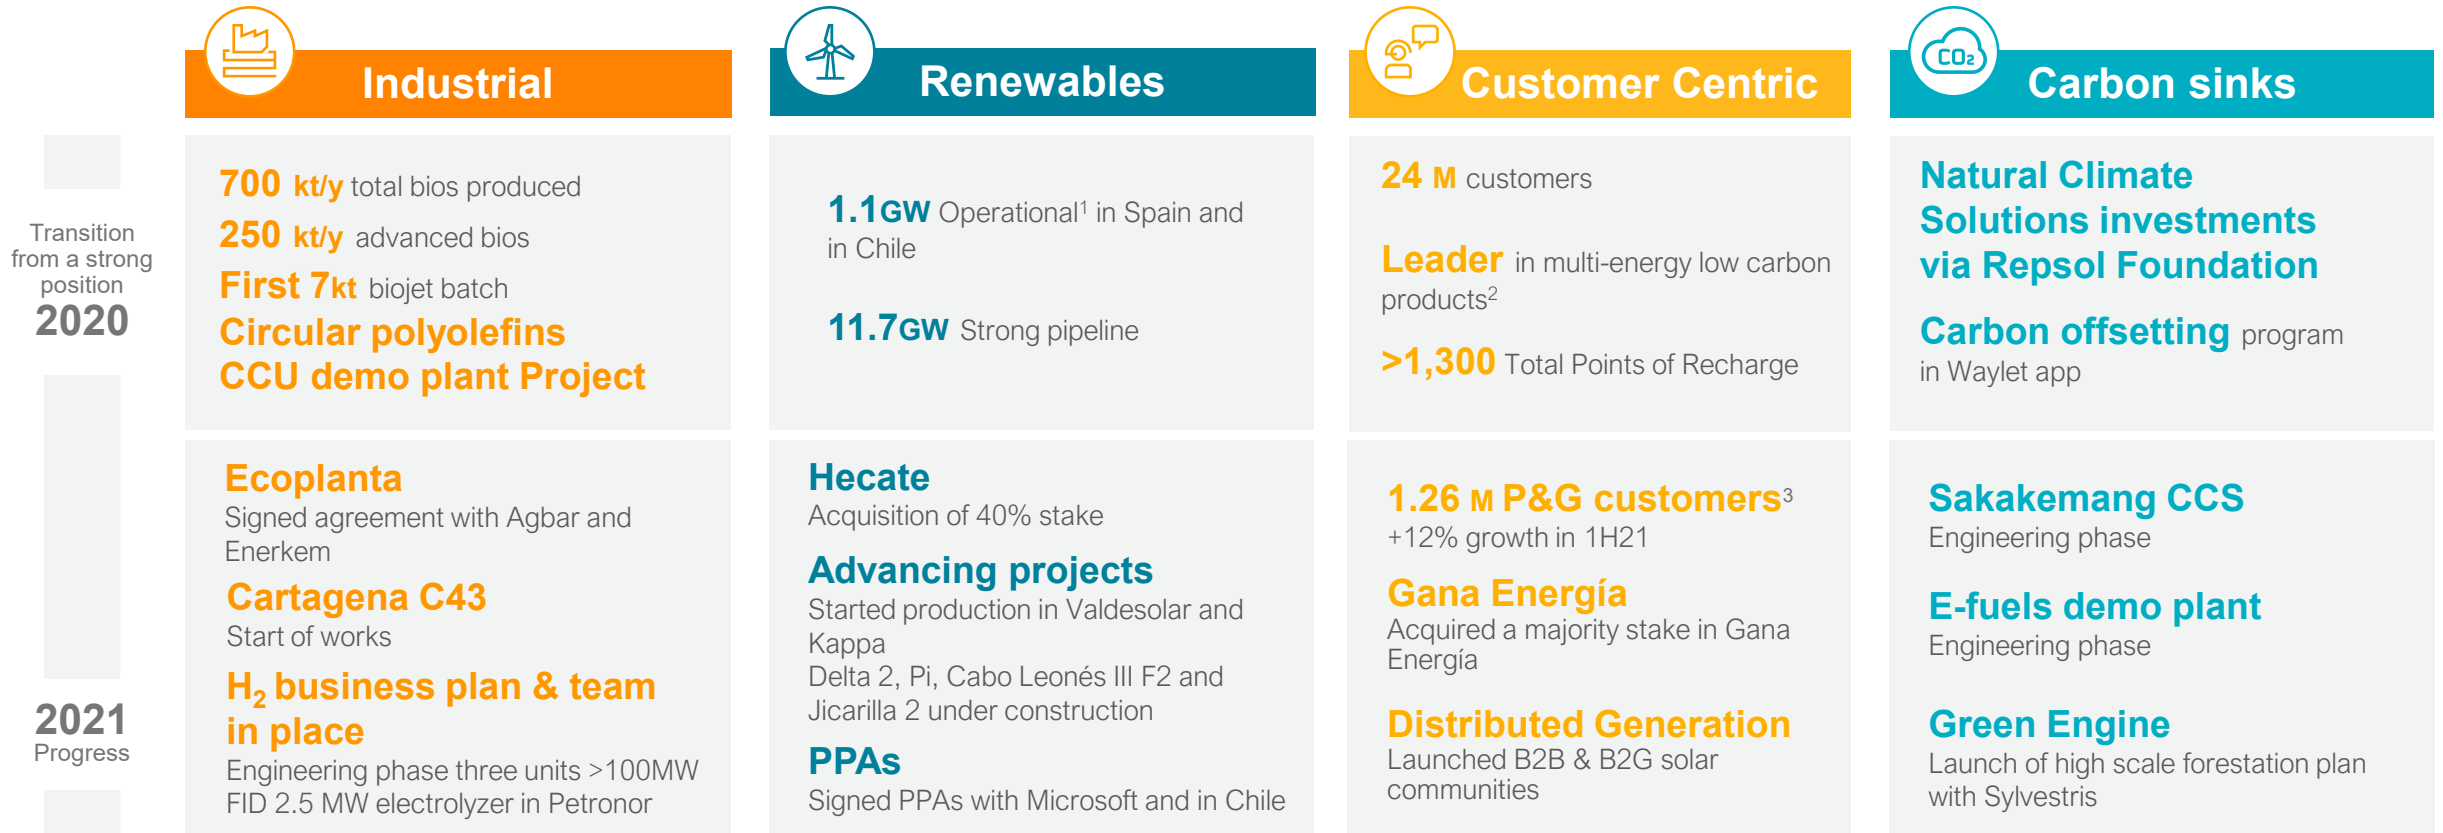 Industrial
Renewables
Customer Centric
CO₂
Carbon sinks
Transition
from a strong
position
2020
700 kt/y total bios produced
250 kt/y advanced bios
First 7kt biojet batch
Circular polyolefins
CCU demo plant Project
1.1GW Operational¹ in Spain and
in Chile
11.7GW Strong pipeline
24 M customers
Leader in multi-energy low carbon
products²
>1,300 Total Points of Recharge
Natural Climate
Solutions investments
via Repsol Foundation
Carbon offsetting program
in Waylet app
2021
Progress
Ecoplanta
Signed agreement with Agbar and
Enerkem
Cartagena C43
Start of works
H₂ business plan & team
in place
Engineering phase three units >100MW
FID 2.5 MW electrolyzer in Petronor
Hecate
Acquisition of 40% stake
Advancing projects
Started production in Valdesolar and
Kappa
Delta 2, Pi, Cabo Leonés III F2 and
Jicarilla 2 under construction
PPAs
Signed PPAs with Microsoft and in Chile
1.26 M P&G customers³
+12% growth in 1H21
Gana Energía
Acquired a majority stake in Gana
Energía
Distributed Generation
Launched B2B & B2G solar
communities
Sakakemang CCS
Engineering phase
E-fuels demo plant
Engineering phase
Green Engine
Launch of high scale forestation plan
with Sylvestris